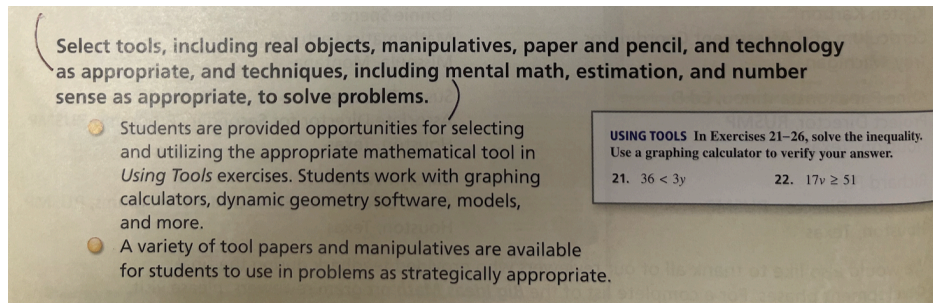 Select tools, including real objects, manipulatives, paper and pencil, and technology
as appropriate, and techniques, including mental math, estimation, and number
sense as appropriate, to solve problems.
Students are provided opportunities for selecting
and utilizing the appropriate mathematical tool in
Using Tools exercises. Students work with graphing
calculators, dynamic geometry software, models,
and more.
A variety of tool papers and manipulatives are available
for students to use in problems as strategically appropriate.
USING TOOLS In Exercises 21–26, solve the inequality.
Use a graphing calculator to verify your answer.
21. 36 < 3y 22. 17v ≥ 51